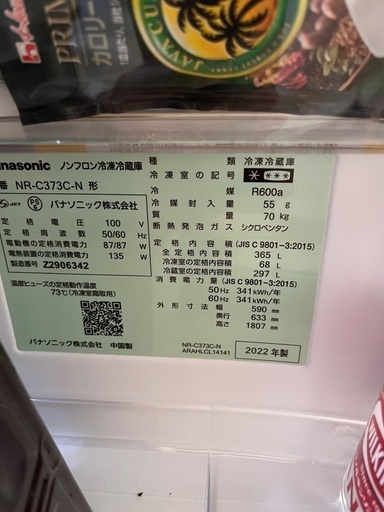 ハウス
PRIM
カロリー
JAVA CU
Panasonic ノンフロン冷凍冷蔵庫
番 NR-C373C-N 形
JET PS E パナソニック株式会社
定格電圧 100 V
定格周波数 50/60 Hz
電動機の定格消費電力 87/87 W
電熱装置の定格消費電力 135 W
製造番号 Z2906342
温度ヒューズの定格動作温度
73℃(冷凍室霜取用)
パナソニック株式会社 中国製
種類 冷凍冷蔵庫
冷凍室の記号
冷媒 R600a
冷媒封入量 55 g
質量 70 kg
断熱発泡ガス シクロペンタン
定格内容積 (JIS C 9801-3:2015)
全定格内容積 365 L
冷凍室の定格内容積 68 L
冷蔵室の定格内容積 297 L
消費電力量 (JIS C 9801-3:2015)
50 Hz 341 kWh/年
60 Hz 341 kWh/年
外形寸法 幅 590 mm
奥行 633 mm
高さ 1807 mm
NR-C373C-N
ARAHLCL14141
2022 年製